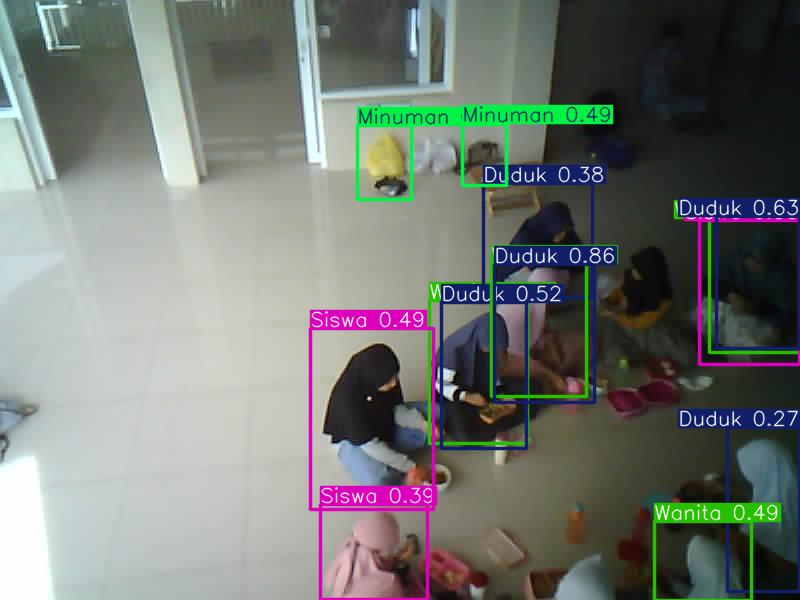 Minuman
Minuman 0.49
Duduk 0.38
Duduk 0.63
Duduk 0.86
Duduk 0.52
Siswa 0.49
Duduk 0.27
Siswa 0.39
Wanita 0.49